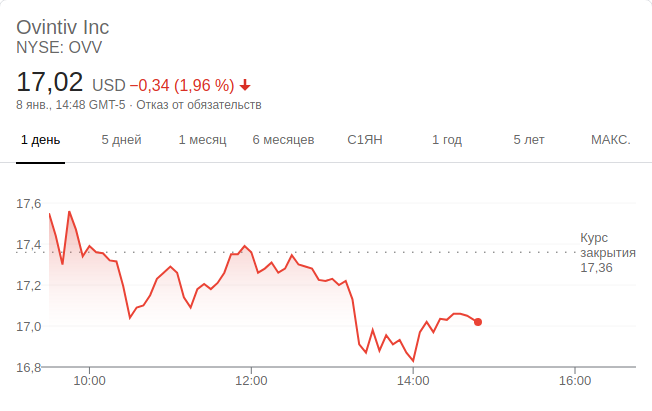 Ovintiv Inc
NYSE: OVV
17,02 USD −0,34 (1,96 %)
8 янв., 14:48 GMT-5 · Отказ от обязательств
1 день 5 дней 1 месяц 6 месяцев С1ЯН 1 год 5 лет МАКС.
17,6
17,4
17,2
17,0
16,8
Курс
закрытия
17,36
10:00 12:00 14:00 16:00